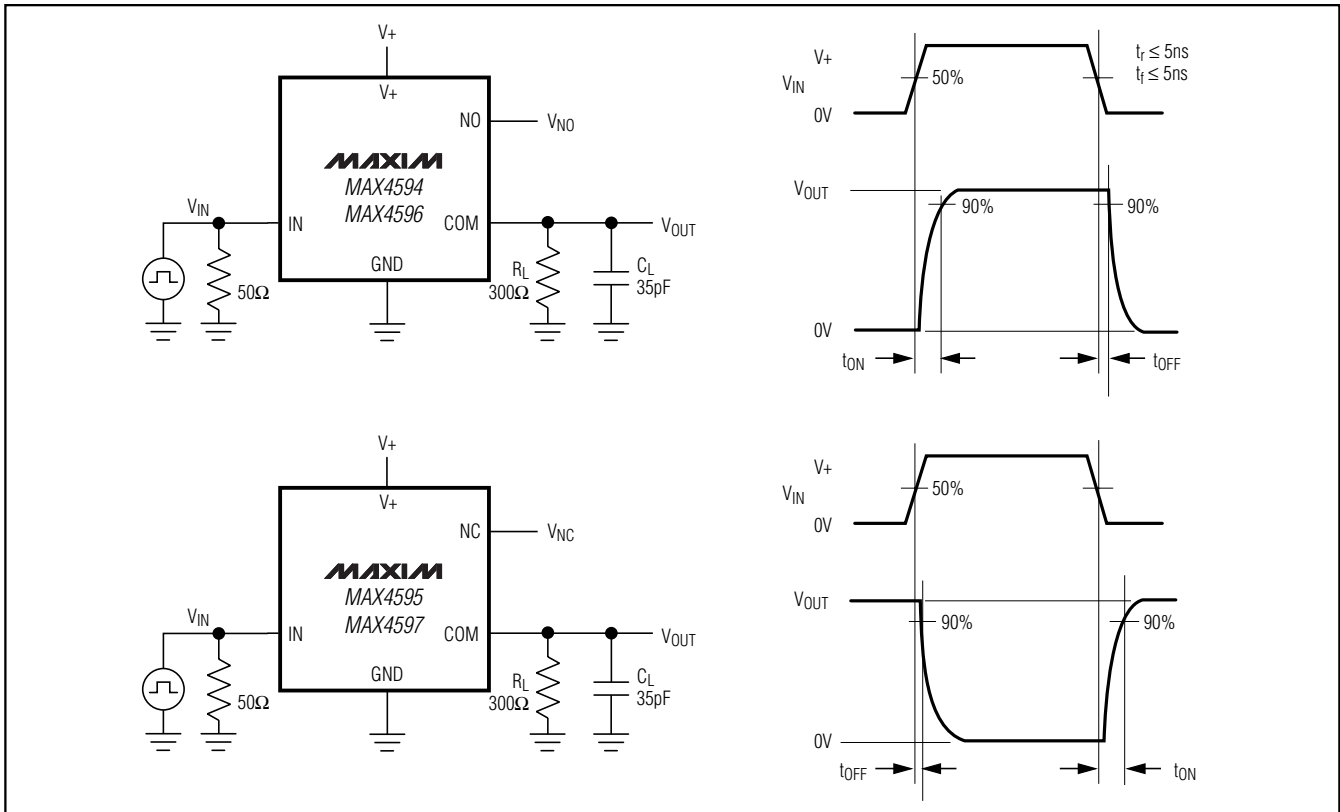 V+
V+
NO
VNO
MAXIM
MAX4594
MAX4596
VIN
IN
COM
VOUT
GND
50Ω
RL
300Ω
CL
35pF
V+
VIN
0V
50%
tr ≤ 5ns
tf ≤ 5ns
VOUT
90%
90%
0V
tON
tOFF
V+
V+
NC
VNC
MAXIM
MAX4595
MAX4597
VIN
IN
COM
VOUT
GND
50Ω
RL
300Ω
CL
35pF
V+
VIN
0V
50%
VOUT
90%
90%
0V
tOFF
tON